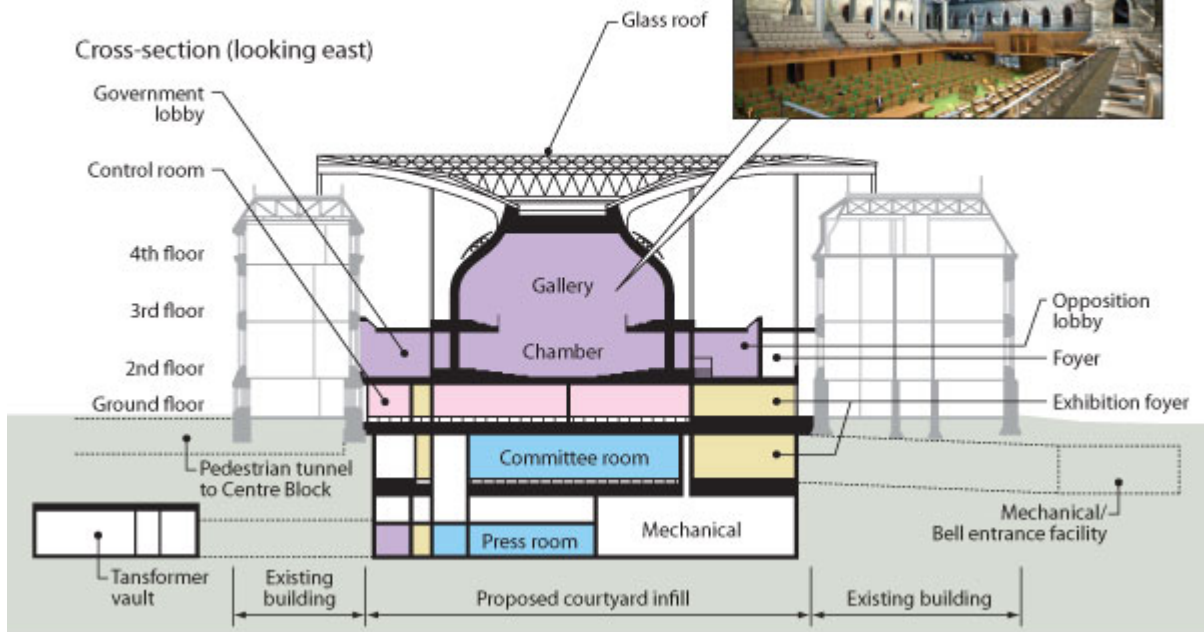 Glass roof
Cross-section (looking east)
Government
lobby
Control room
4th floor
3rd floor
2nd floor
Ground floor
Gallery
Chamber
Opposition
lobby
Foyer
Exhibition foyer
Committee room
Pedestrian tunnel
to Centre Block
Mechanical
Press room
Mechanical/
Bell entrance facility
Tansformer
vault
Existing
building
Proposed courtyard infill
Existing building